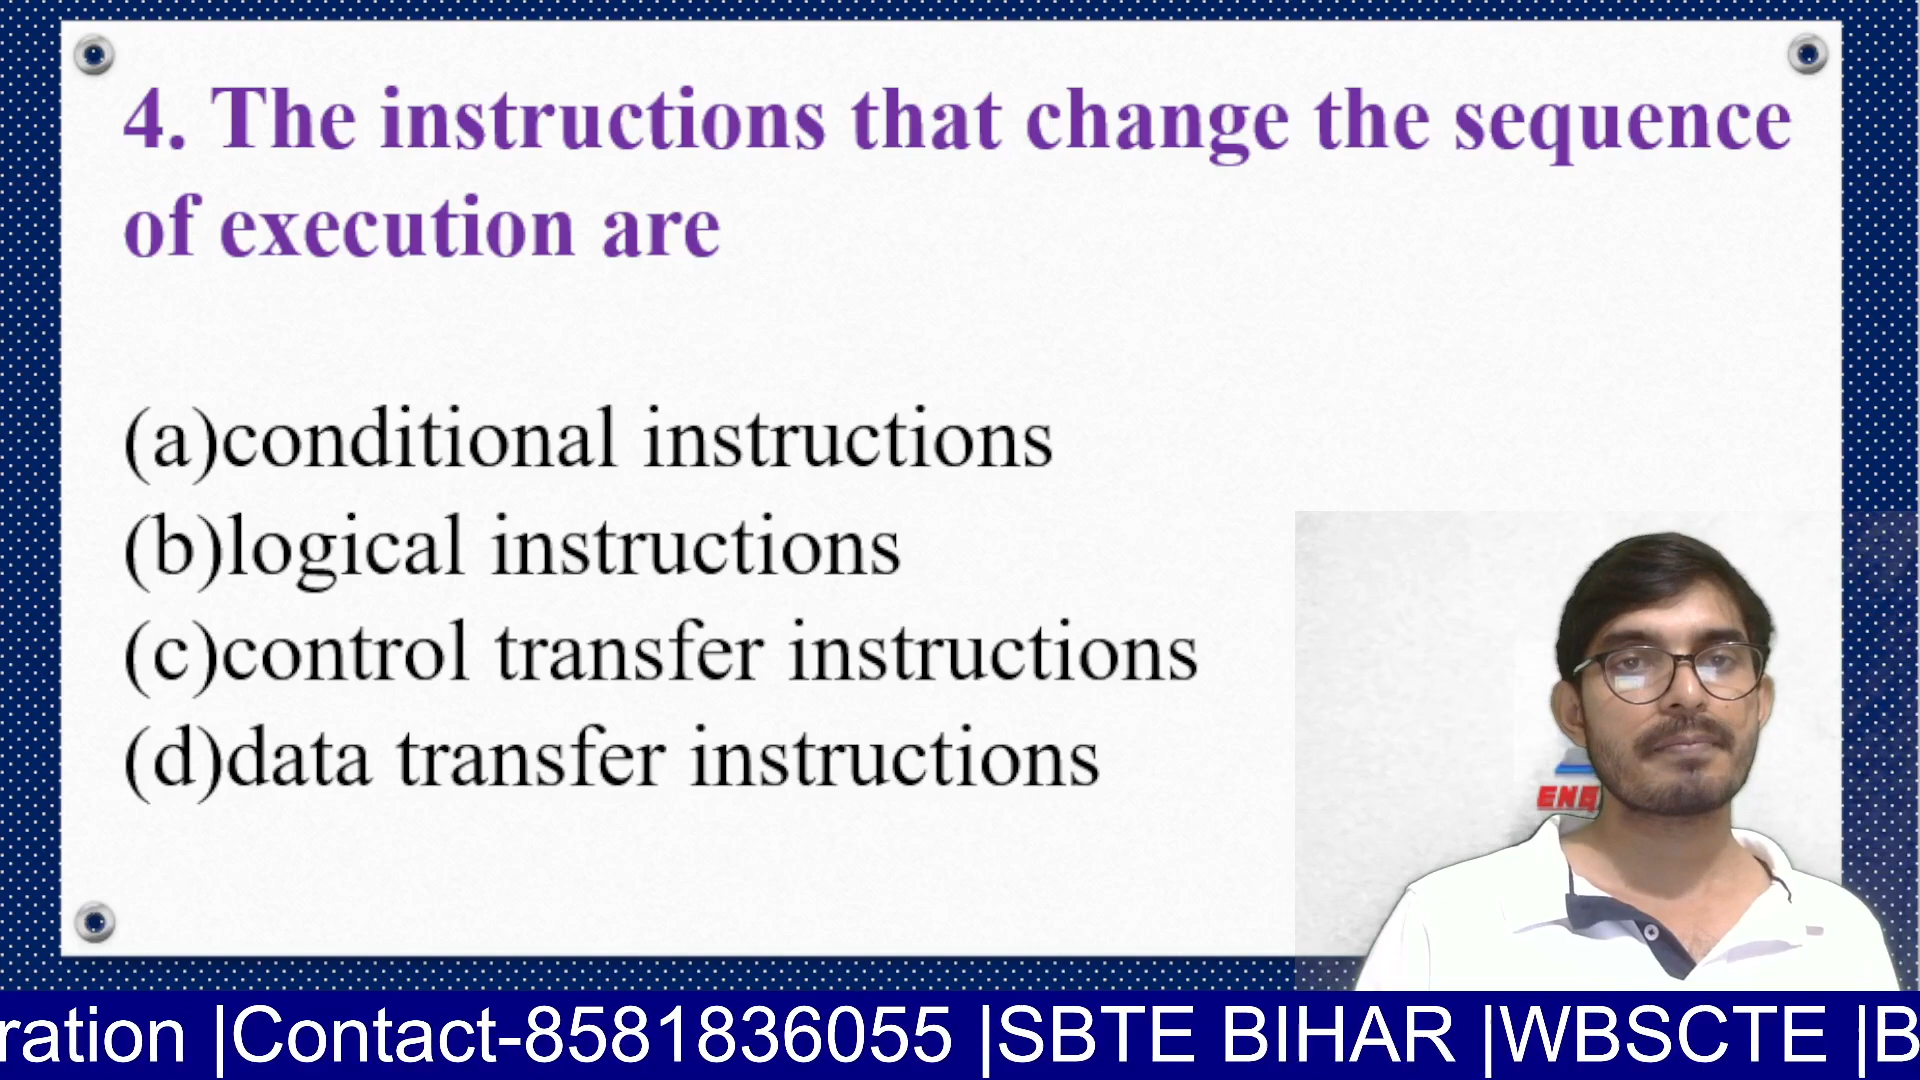 4. The instructions that change the sequence
of execution are
(a)conditional instructions
(b)logical instructions
(c)control transfer instructions
(d)data transfer instructions
ENG
ration |Contact-8581836055 |SBTE BIHAR |WBSCTE |B